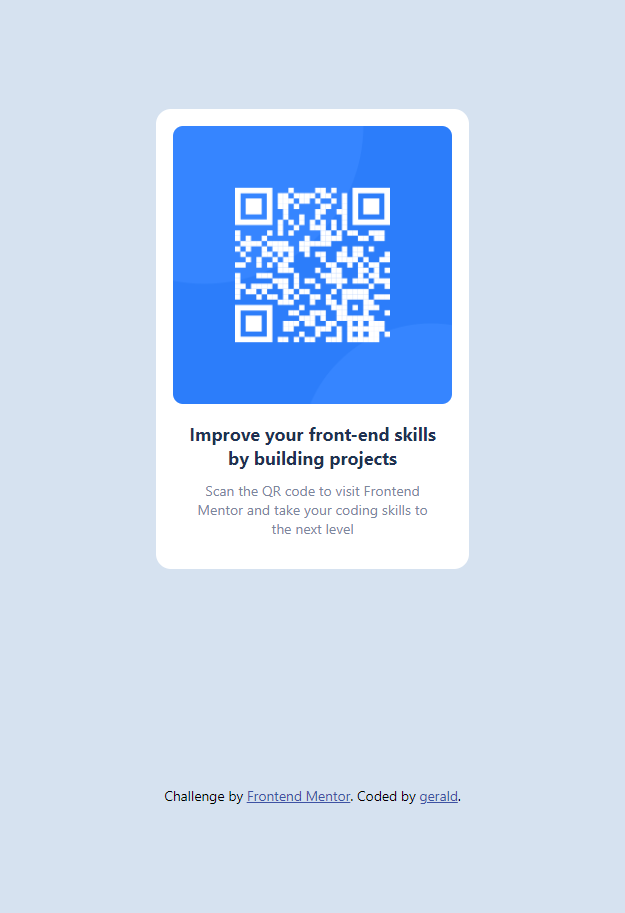 Improve your front-end skills
by building projects
Scan the QR code to visit Frontend
Mentor and take your coding skills to
the next level
Challenge by Frontend Mentor. Coded by gerald.